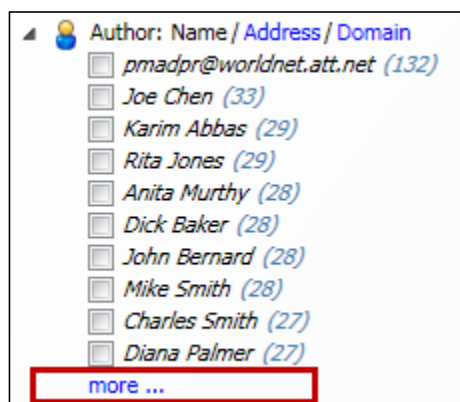 Author: Name / Address / Domain
pmadpr@worldnet.att.net (132)
Joe Chen (33)
Karim Abbas (29)
Rita Jones (29)
Anita Murthy (28)
Dick Baker (28)
John Bernard (28)
Mike Smith (28)
Charles Smith (27)
Diana Palmer (27)
more ...